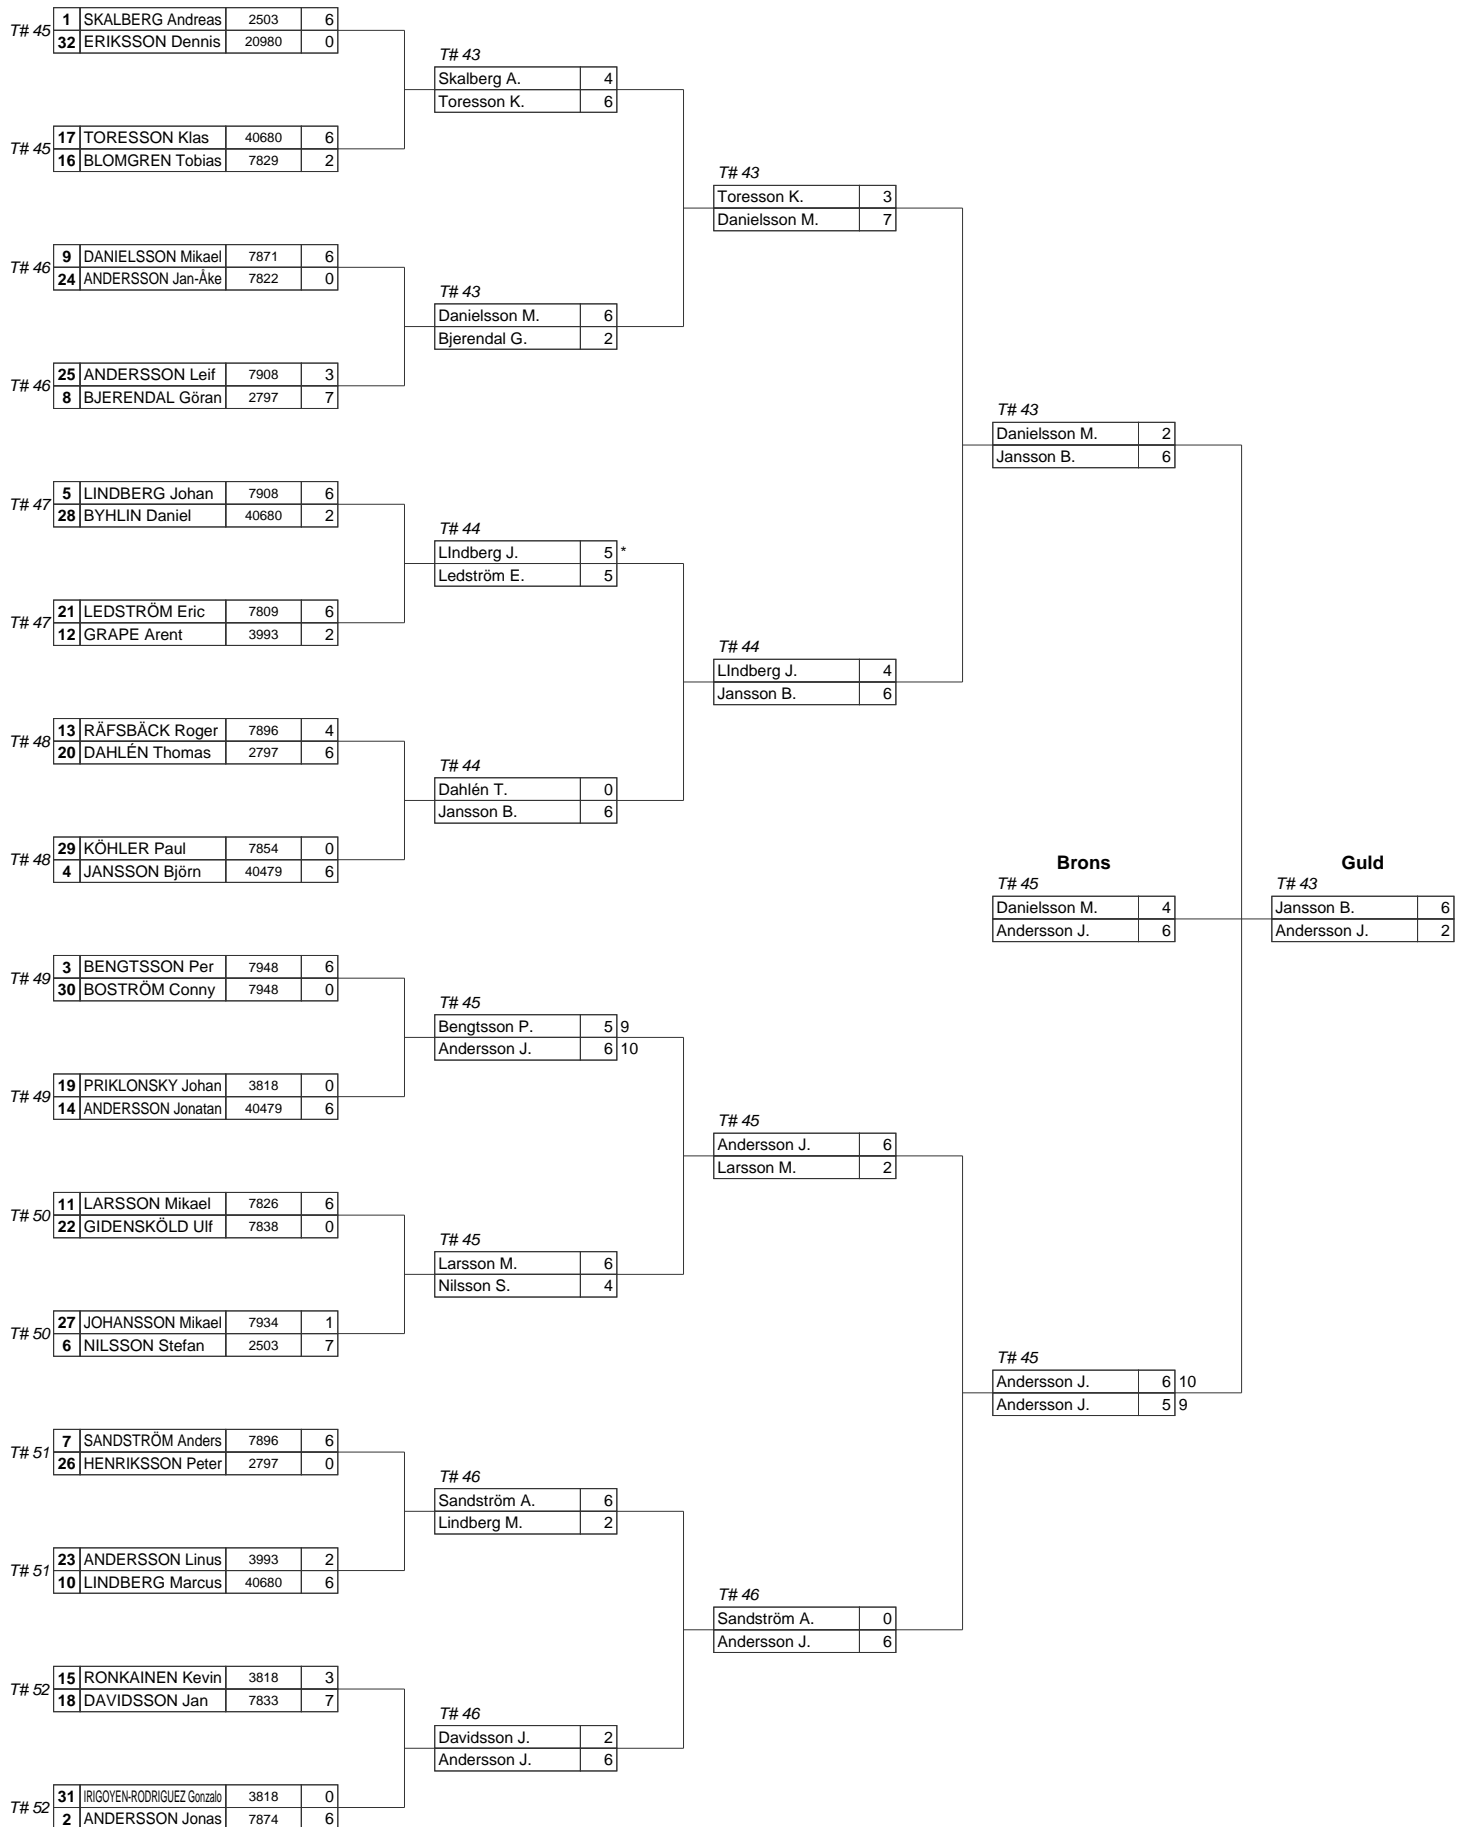 T# 45
1 SKALBERG Andreas 2503 6
32 ERIKSSON Dennis 20980 0
T# 45
17 TORESSON Klas 40680 6
16 BLOMGREN Tobias 7829 2
T# 46
9 DANIELSSON Mikael 7871 6
24 ANDERSSON Jan-Åke 7822 0
T# 46
25 ANDERSSON Leif 7908 3
8 BJERENDAL Göran 2797 7
T# 47
5 LINDBERG Johan 7908 6
28 BYHLIN Daniel 40680 2
T# 47
21 LEDSTRÖM Eric 7809 6
12 GRAPE Arent 3993 2
T# 48
13 RÄFSBÄCK Roger 7896 4
20 DAHLÉN Thomas 2797 6
T# 48
29 KÖHLER Paul 7854 0
4 JANSSON Björn 40479 6
T# 49
3 BENGTSSON Per 7948 6
30 BOSTRÖM Conny 7948 0
T# 49
19 PRIKLONSKY Johan 3818 0
14 ANDERSSON Jonatan 40479 6
T# 50
11 LARSSON Mikael 7826 6
22 GIDENSKÖLD Ulf 7838 0
T# 50
27 JOHANSSON Mikael 7934 1
6 NILSSON Stefan 2503 7
T# 51
7 SANDSTRÖM Anders 7896 6
26 HENRIKSSON Peter 2797 0
T# 51
23 ANDERSSON Linus 3993 2
10 LINDBERG Marcus 40680 6
T# 52
15 RONKAINEN Kevin 3818 3
18 DAVIDSSON Jan 7833 7
T# 52
31 IRIGOYEN-RODRIGUEZ Gonzalo 3818 0
2 ANDERSSON Jonas 7874 6
T# 43
Skalberg A. 4
Toresson K. 6
T# 43
Danielsson M. 6
Bjerendal G. 2
T# 44
LIndberg J. 5 *
Ledström E. 5
T# 44
Dahlén T. 0
Jansson B. 6
T# 45
Bengtsson P. 5 9
Andersson J. 6 10
T# 45
Larsson M. 6
Nilsson S. 4
T# 46
Sandström A. 6
Lindberg M. 2
T# 46
Davidsson J. 2
Andersson J. 6
T# 43
Toresson K. 3
Danielsson M. 7
T# 44
LIndberg J. 4
Jansson B. 6
T# 45
Andersson J. 6
Larsson M. 2
T# 46
Sandström A. 0
Andersson J. 6
T# 43
Danielsson M. 2
Jansson B. 6
T# 45
Andersson J. 6 10
Andersson J. 5 9
Brons
T# 45
Danielsson M. 4
Andersson J. 6
Guld
T# 43
Jansson B. 6
Andersson J. 2